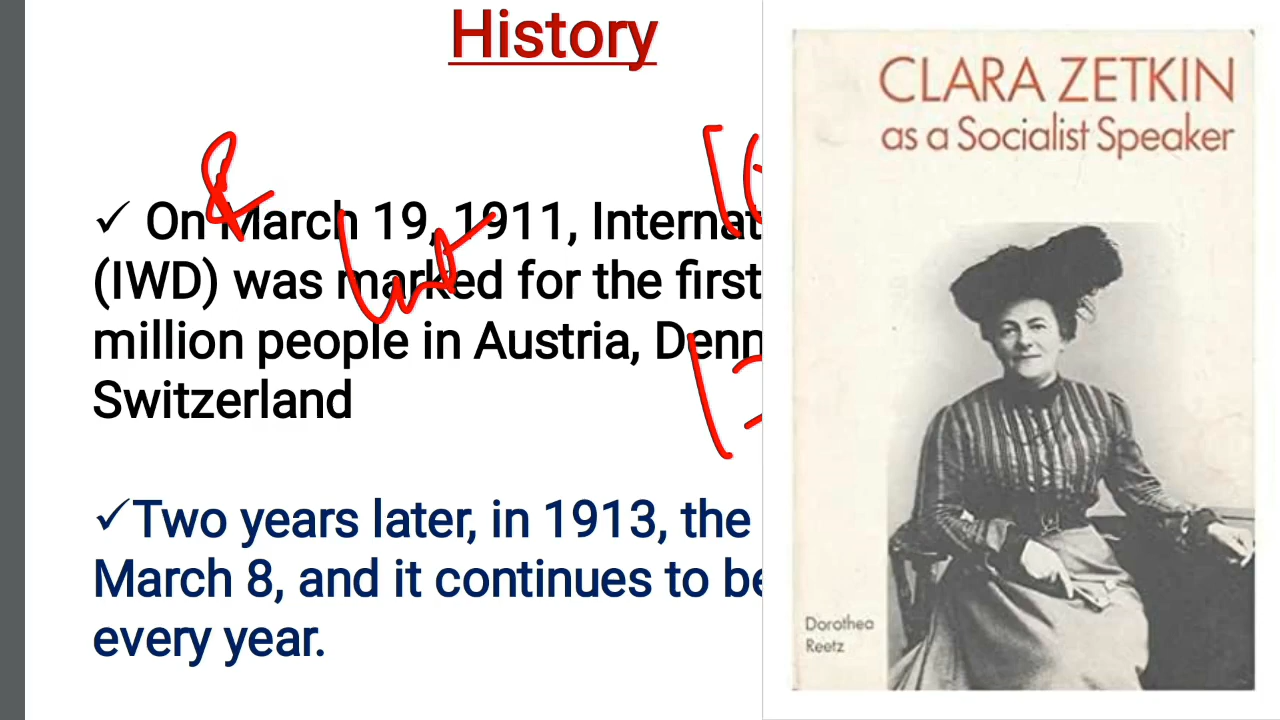 History
✓ On March 19, 1911, Internat
(IWD) was marked for the first
million people in Austria, Denm
Switzerland
✓Two years later, in 1913, the
March 8, and it continues to be
every year.
CLARA ZETKIN
as a Socialist Speaker
Dorothea
Reetz